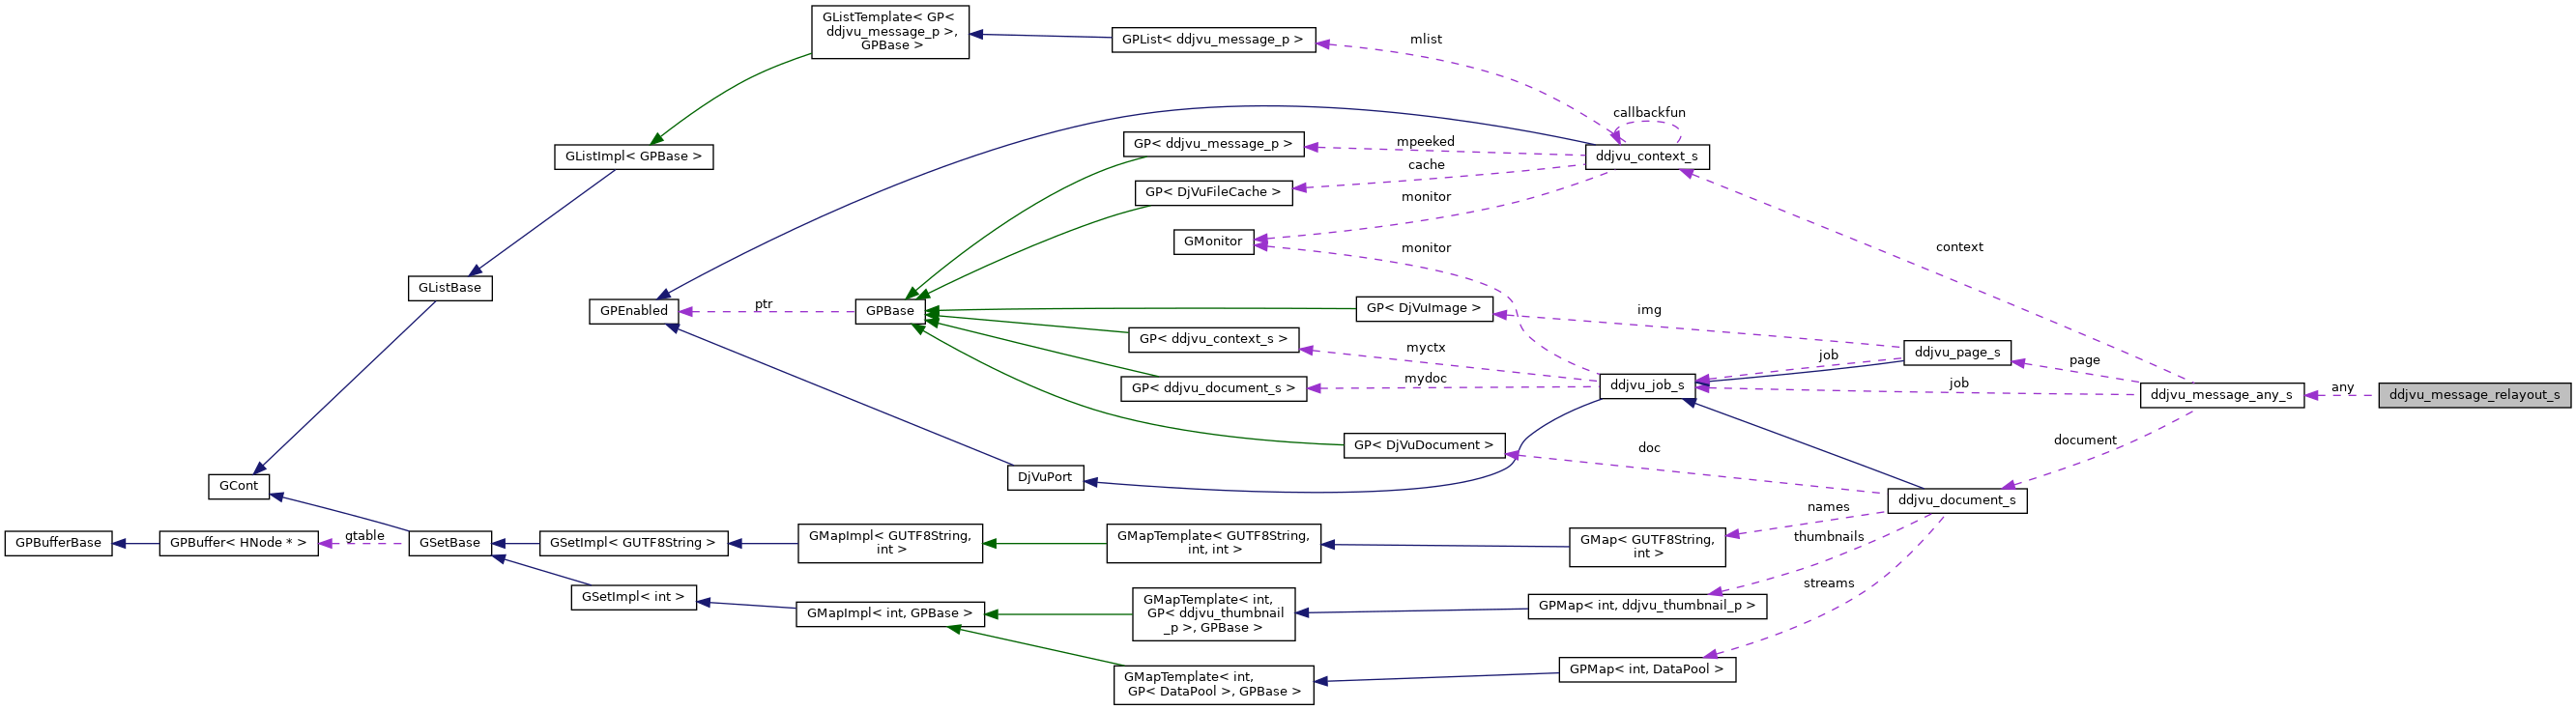 GListTemplate< GP<
ddjvu_message_p >,
GPBase >
GPList< ddjvu_message_p >
mlist
callbackfun
GListImpl< GPBase >
GP< ddjvu_message_p >
mpeeked
ddjvu_context_s
cache
GP< DjVuFileCache >
monitor
GMonitor
monitor
context
GListBase
GPEnabled
ptr
GPBase
GP< DjVuImage >
img
GP< ddjvu_context_s >
myctx
ddjvu_page_s
job
page
GP< ddjvu_document_s >
mydoc
ddjvu_job_s
job
ddjvu_message_any_s
any
ddjvu_message_relayout_s
GP< DjVuDocument >
doc
document
GCont
DjVuPort
ddjvu_document_s
names
GPBufferBase
GPBuffer< HNode * >
gtable
GSetBase
GSetImpl< GUTF8String >
GMapImpl< GUTF8String,
int >
GMapTemplate< GUTF8String,
int, int >
GMap< GUTF8String,
int >
thumbnails
streams
GSetImpl< int >
GMapImpl< int, GPBase >
GMapTemplate< int,
GP< ddjvu_thumbnail
_p >, GPBase >
GPMap< int, ddjvu_thumbnail_p >
GMapTemplate< int,
GP< DataPool >, GPBase >
GPMap< int, DataPool >